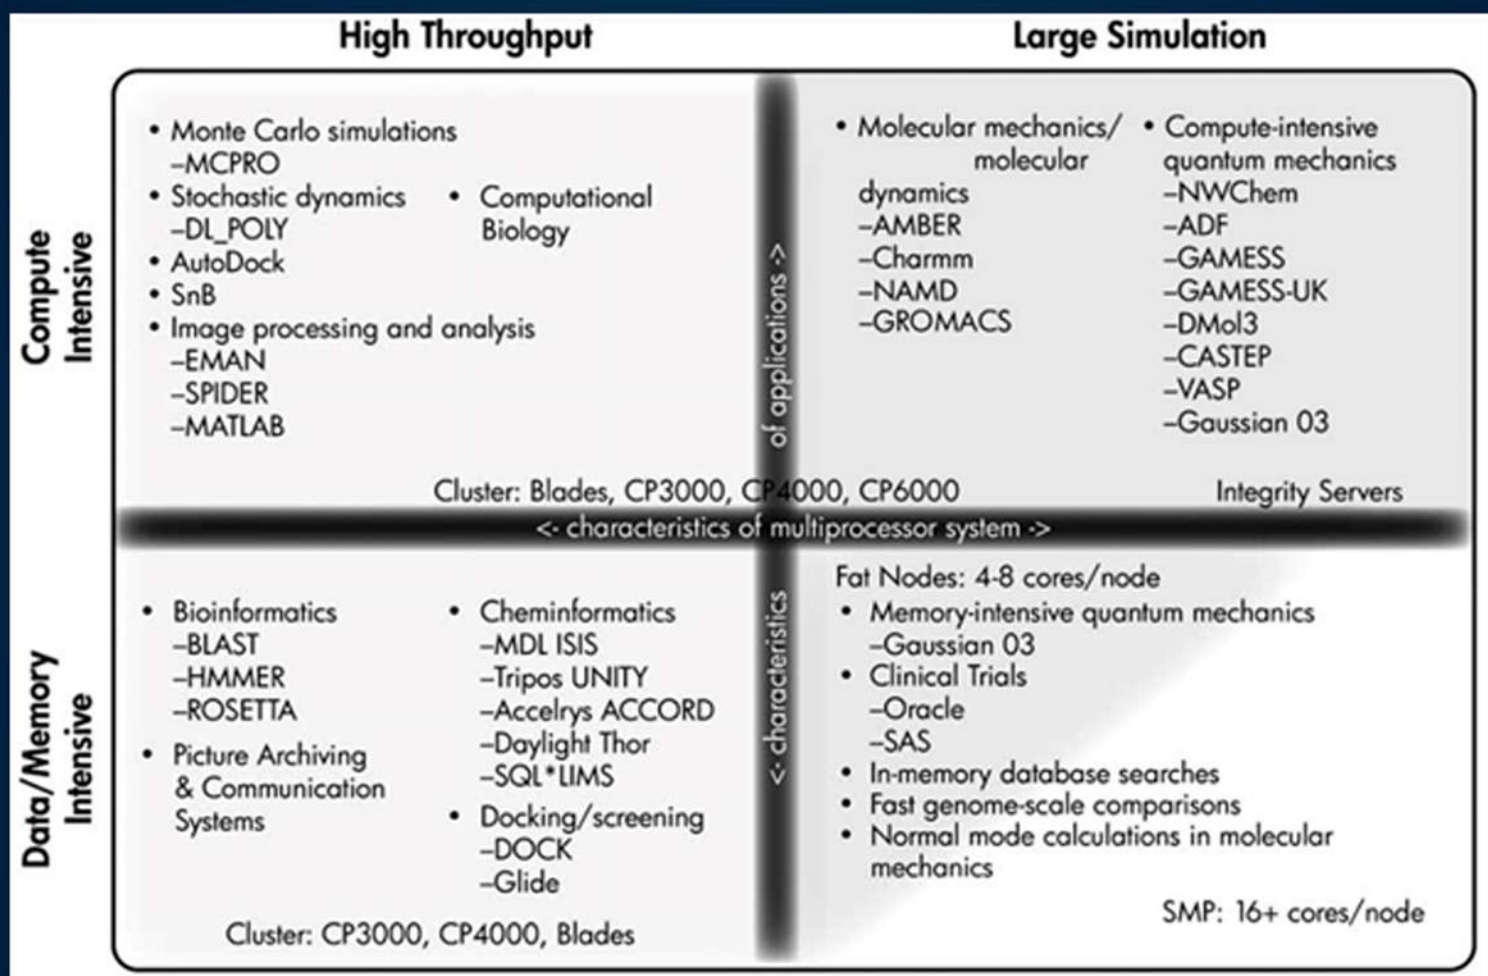 High Throughput
Large Simulation
Compute
Intensive
• Monte Carlo simulations
–MCPRO
• Stochastic dynamics
–DL_POLY
• AutoDock
• SnB
• Image processing and analysis
–EMAN
–SPIDER
–MATLAB
• Computational
Biology
• Molecular mechanics/
molecular
dynamics
–AMBER
–Charmm
–NAMD
–GROMACS
• Compute-intensive
quantum mechanics
–NWChem
–ADF
–GAMESS
–GAMESS-UK
–DMol3
–CASTEP
–VASP
–Gaussian 03
Cluster: Blades, CP3000, CP4000, CP6000
Integrity Servers
<- characteristics of multiprocessor system ->
<- characteristics of applications ->
Data/Memory
Intensive
• Bioinformatics
–BLAST
–HMMER
–ROSETTA
• Picture Archiving
& Communication
Systems
• Cheminformatics
–MDL ISIS
–Tripos UNITY
–Accelrys ACCORD
–Daylight Thor
–SQL*LIMS
• Docking/screening
–DOCK
–Glide
Cluster: CP3000, CP4000, Blades
Fat Nodes: 4-8 cores/node
• Memory-intensive quantum mechanics
–Gaussian 03
• Clinical Trials
–Oracle
–SAS
• In-memory database searches
• Fast genome-scale comparisons
• Normal mode calculations in molecular
mechanics
SMP: 16+ cores/node